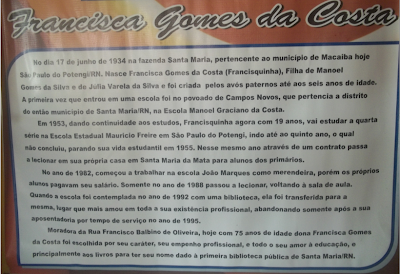 Francisca Gomes da Costa
No dia 17 de junho de 1934 na fazenda Santa Maria, pertencente ao município de Macaíba hoje
São Paulo do Potengi/RN. Nasce Francisca Gomes da Costa (Francisquinha), Filha de Manoel
Gomes da Silva e de Julia Varela da Silva e foi criada pelos avós paternos até aos seis anos de idade.
A primeira vez que entrou em uma escola foi no povoado de Campos Novos, que pertencia a distrito
de então município de Santa Maria/RN, na Escola Manoel Graciano da Costa.
Em 1953, dando continuidade aos estudos, Francisquinha agora com 19 anos, vai estudar a quarta
série na Escola Estadual Mauricio Freire em São Paulo do Potengi, indo até ao quinto ano, o qual
não concluiu, parando sua vida estudantil em 1955. Nesse mesmo ano através de um contrato passa
a lecionar em sua própria casa em Santa Maria da Mata para alunos dos primários.
No ano de 1982, começou a trabalhar na escola João Marques como merendeira, porém os próprios
alunos pagavam seu salário. Somente no ano de 1988 passou a lecionar, voltando à sala de aula.
Quando a escola foi contemplada no ano de 1992 com uma biblioteca, ela foi transferida para a
mesma, lugar que mais amou em toda a sua existência profissional, abandonando somente após a sua
aposentadoria por tempo de serviço no ano de 1995.
Moradora da Rua Francisco Balbino de Oliveira, hoje com 75 anos de idade dona Francisca Gomes
da Costa foi escolhida por seu caráter, seu empenho profissional, e todo o seu amor à educação, e
principalmente aos livros para ter seu nome dado a primeira biblioteca pública de Santa Maria/RN.